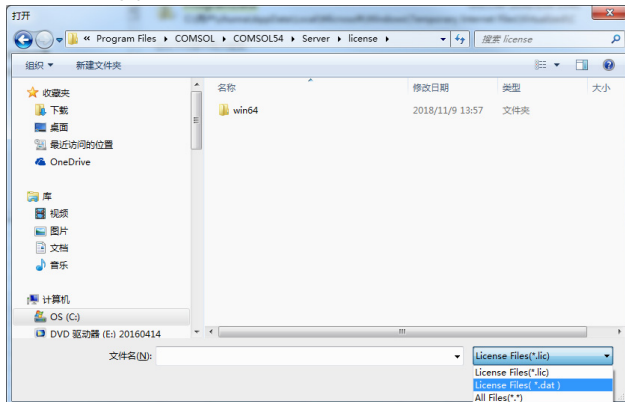 打开
« Program Files ▸ COMSOL ▸ COMSOL54 ▸ Server ▸ license ▸
搜索 license
组织 ▼ 新建文件夹
名称 修改日期 类型 大小
win64 2018/11/9 13:57 文件夹
收藏夹
下载
桌面
最近访问的位置
OneDrive
库
视频
图片
文档
音乐
计算机
OS (C:)
DVD 驱动器 (E:) 20160414
文件名(N):
License Files(*.lic)
License Files(*.lic)
License Files( *.dat )
All Files(*.*)